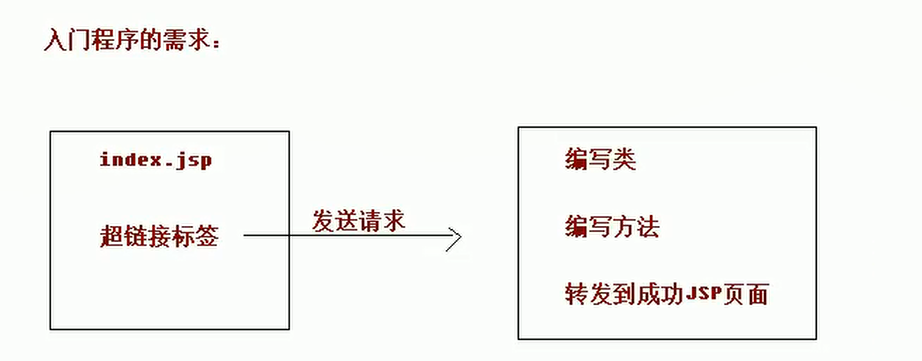 入门程序的需求：
index.jsp
超链接标签
发送请求
编写类
编写方法
转发到成功JSP页面